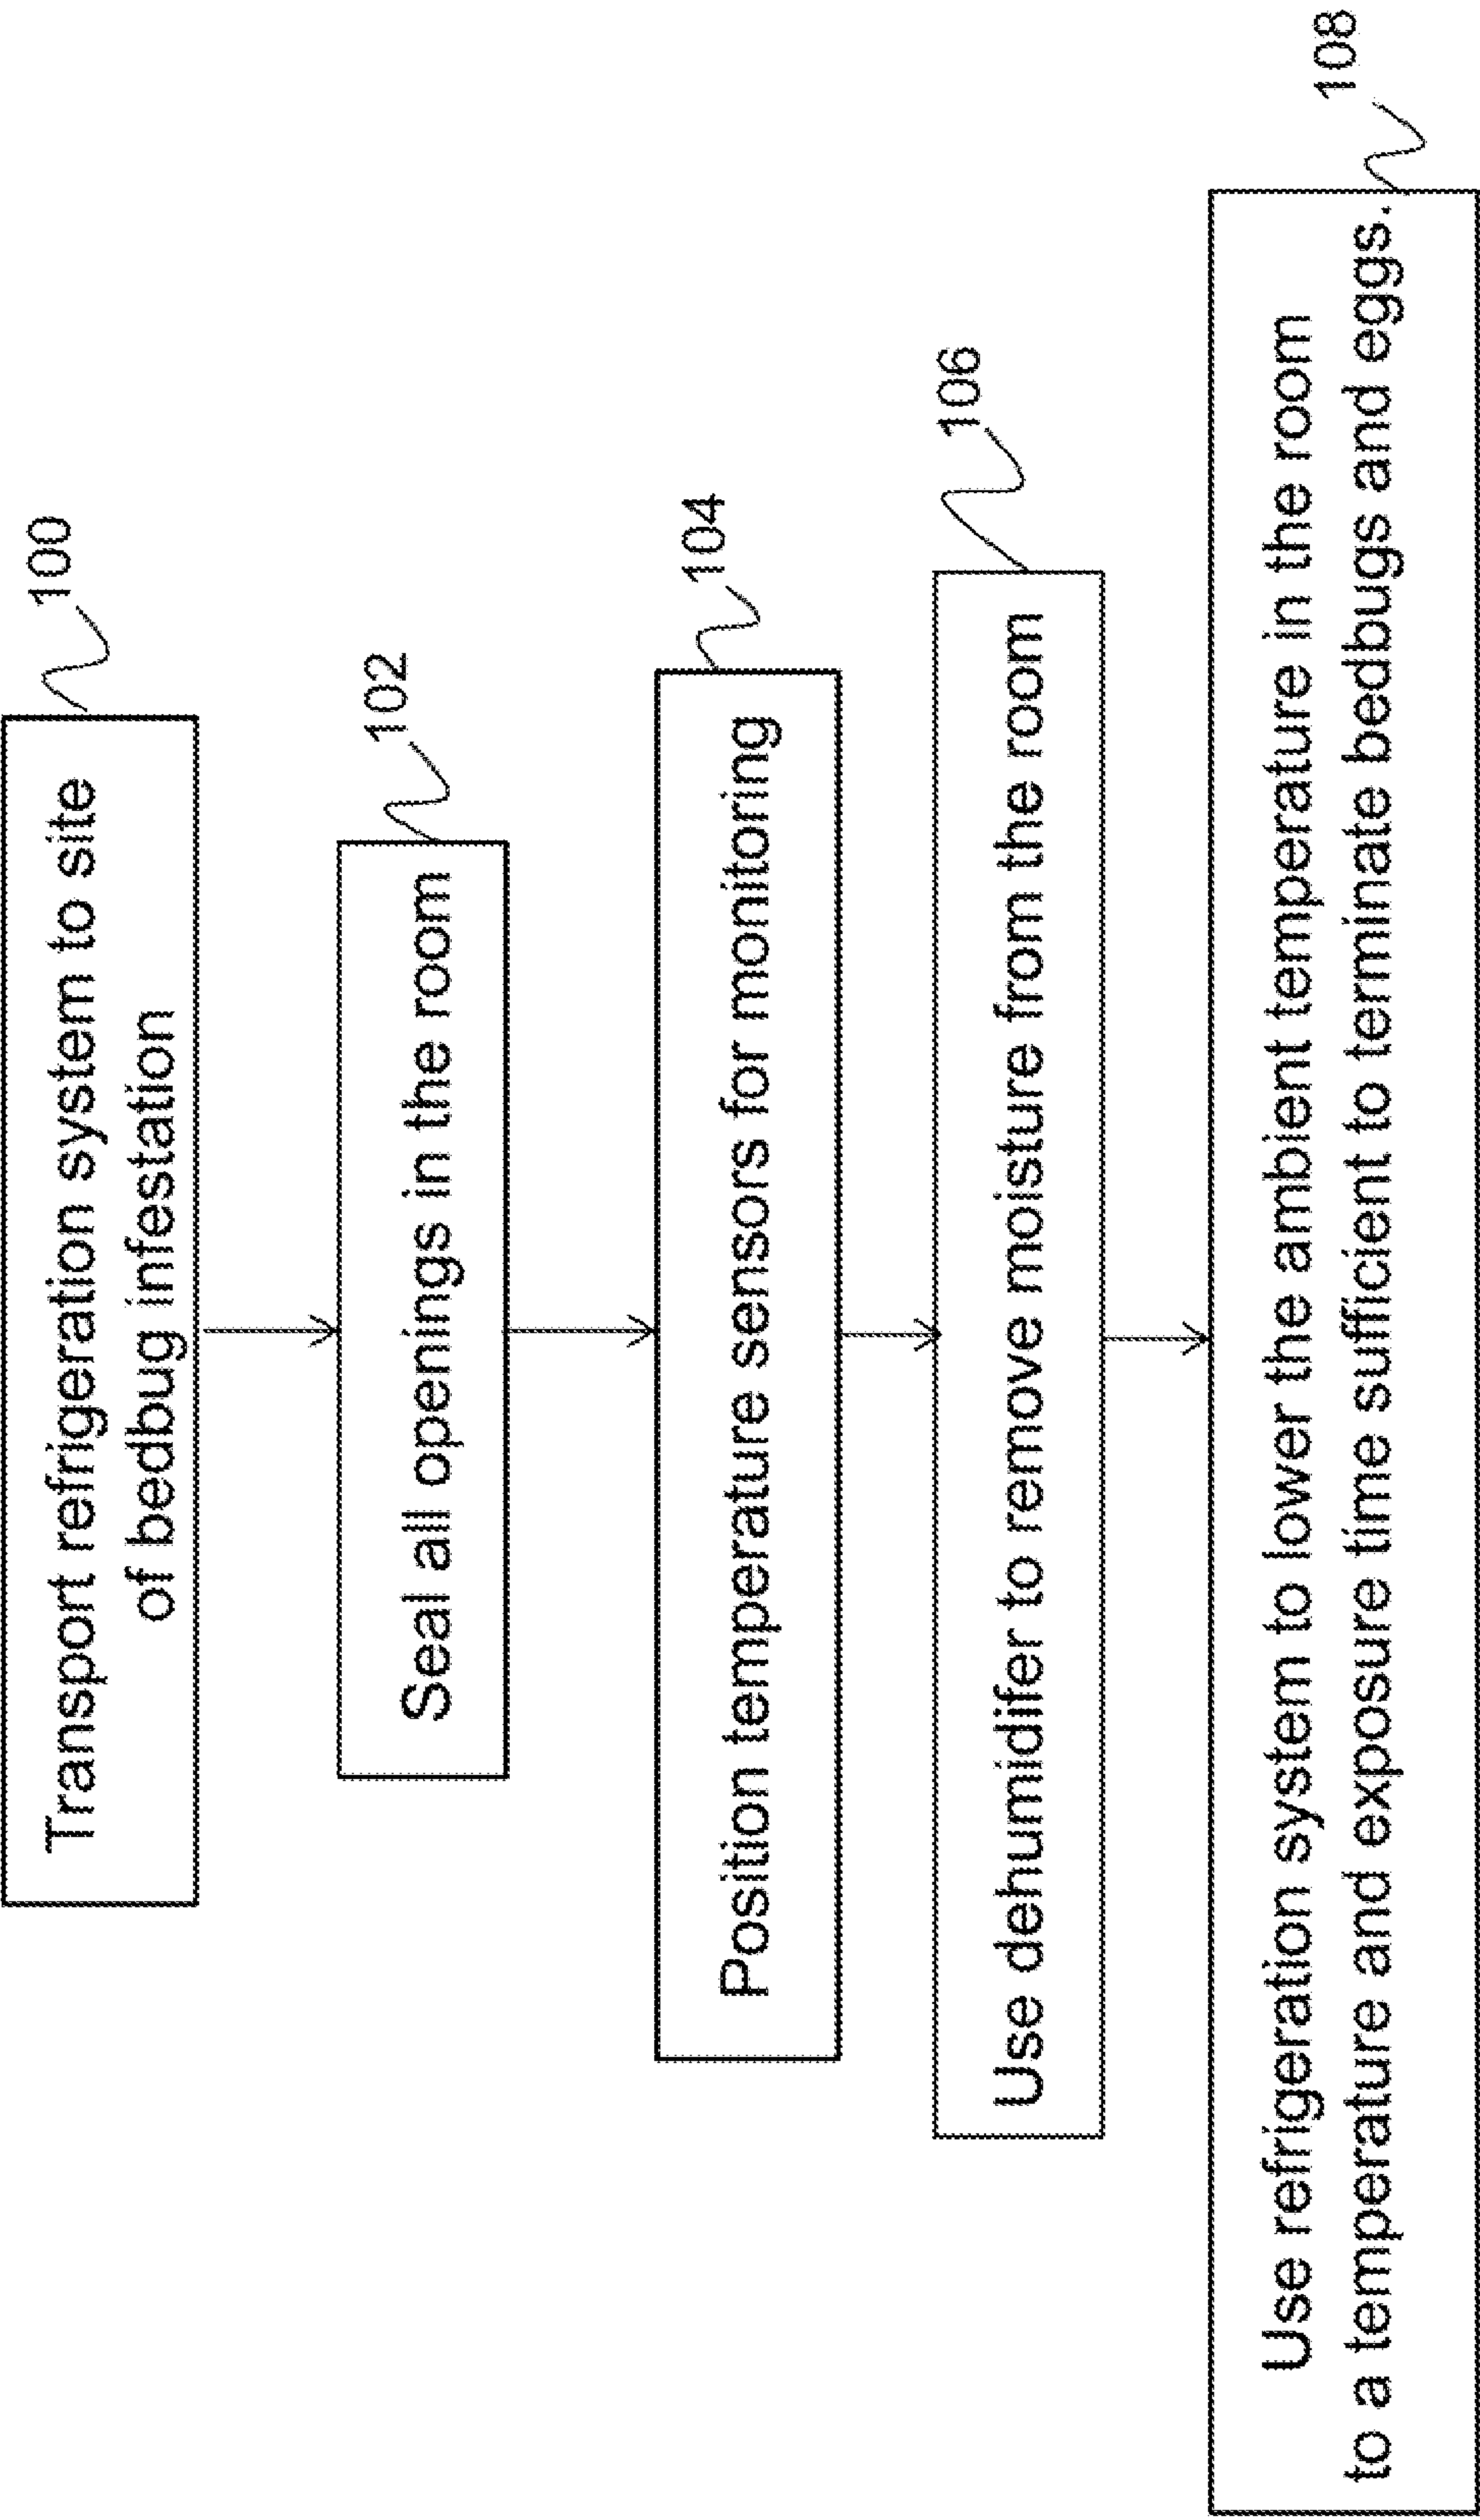 100
Transport refrigeration system to site
of bedbug infestation
102
Seal all openings in the room
104
Position temperature sensors for monitoring
106
Use dehumidifer to remove moisture from the room
108
Use refrigeration system to lower the ambient temperature in the room
to a temperature and exposure time sufficient to terminate bedbugs and eggs.